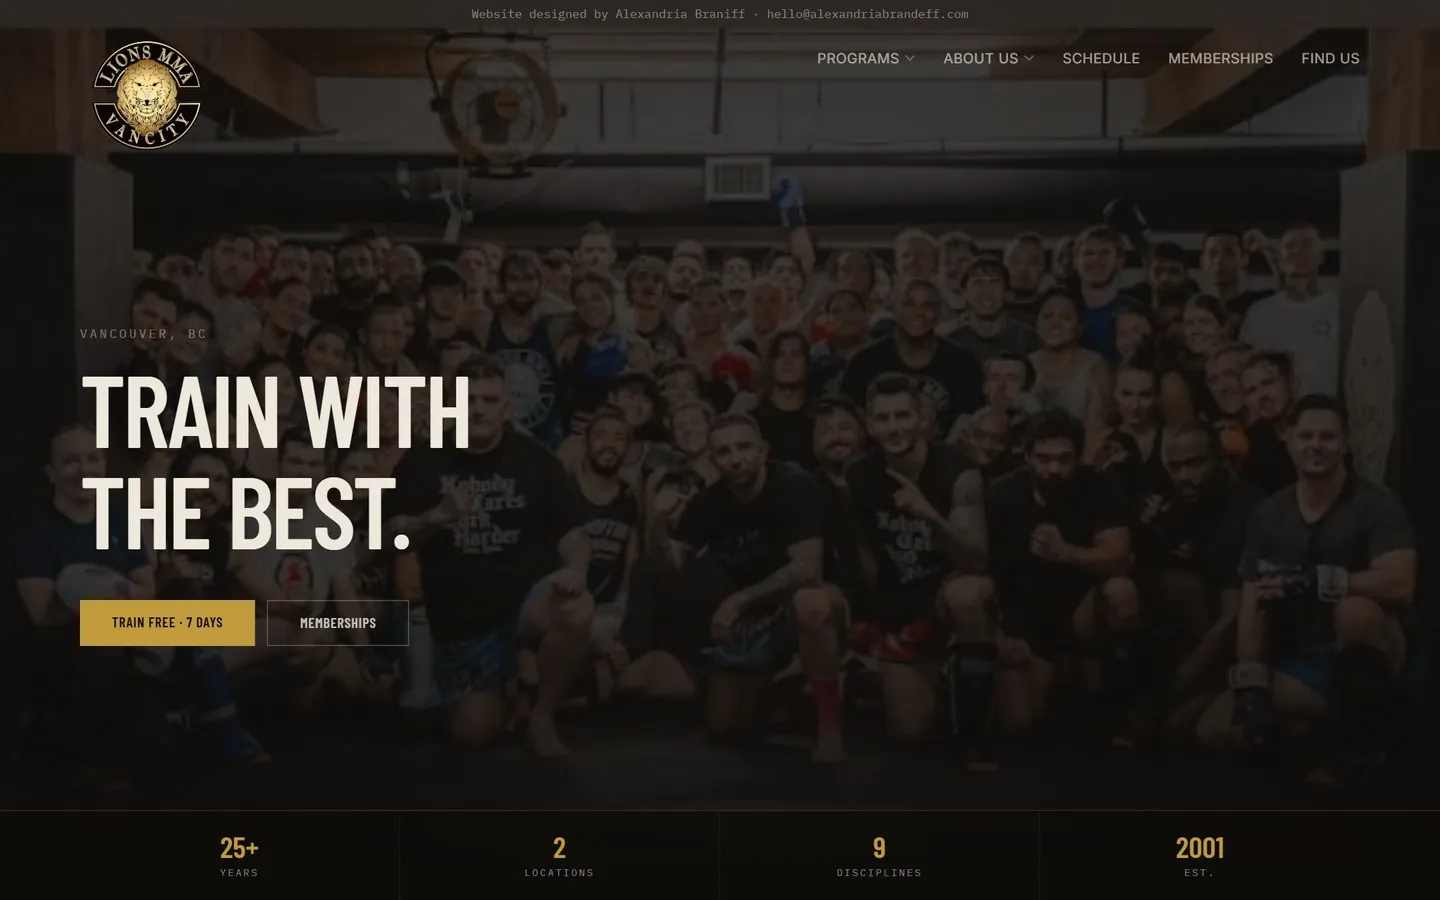 Website designed by Alexandria Braniff · hello@alexandriabrandeff.com
LIONS MMA
VANCITY
PROGRAMS
ABOUT US
SCHEDULE
MEMBERSHIPS
FIND US
VANCOUVER, BC
TRAIN WITH
THE BEST.
Nobody
TRAIN FREE · 7 DAYS
MEMBERSHIPS
25+
YEARS
2
LOCATIONS
9
DISCIPLINES
2001
EST.